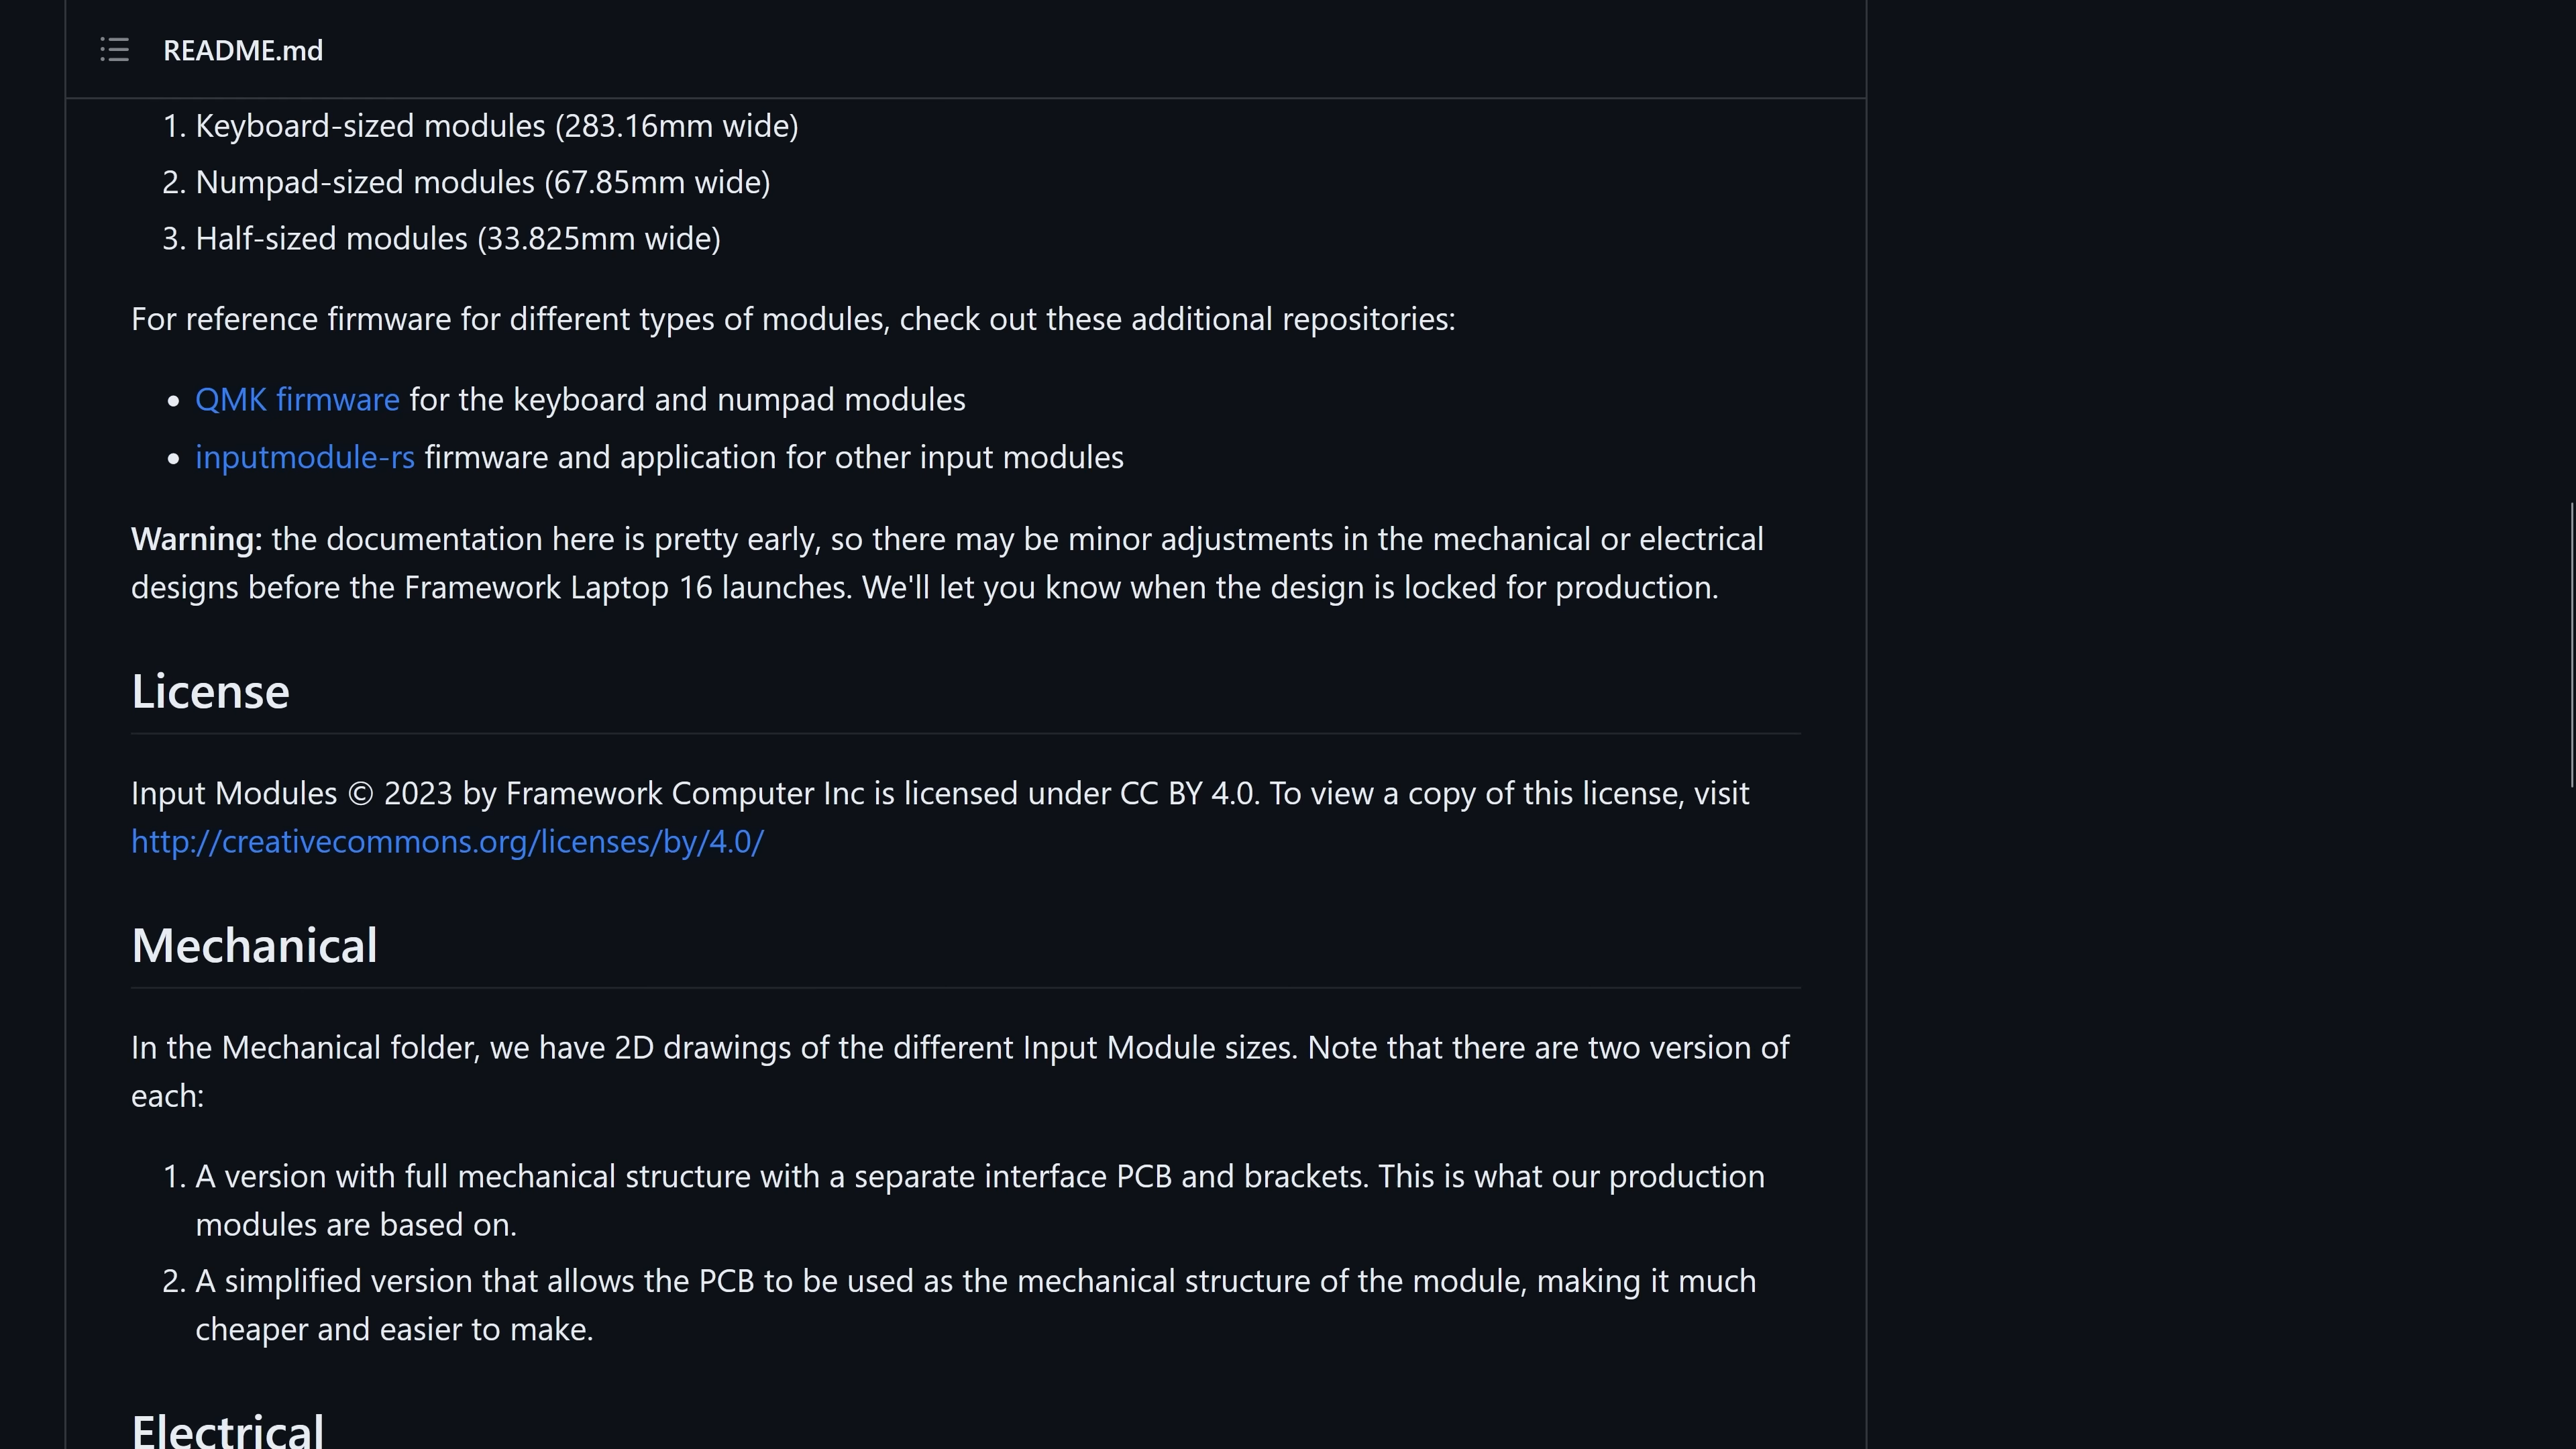 README.md
1. Keyboard-sized modules (283.16mm wide)
2. Numpad-sized modules (67.85mm wide)
3. Half-sized modules (33.825mm wide)
For reference firmware for different types of modules, check out these additional repositories:
• QMK firmware for the keyboard and numpad modules
• inputmodule-rs firmware and application for other input modules
Warning: the documentation here is pretty early, so there may be minor adjustments in the mechanical or electrical
designs before the Framework Laptop 16 launches. We'll let you know when the design is locked for production.
License
Input Modules © 2023 by Framework Computer Inc is licensed under CC BY 4.0. To view a copy of this license, visit
http://creativecommons.org/licenses/by/4.0/
Mechanical
In the Mechanical folder, we have 2D drawings of the different Input Module sizes. Note that there are two version of
each:
1. A version with full mechanical structure with a separate interface PCB and brackets. This is what our production
modules are based on.
2. A simplified version that allows the PCB to be used as the mechanical structure of the module, making it much
cheaper and easier to make.
Electrical